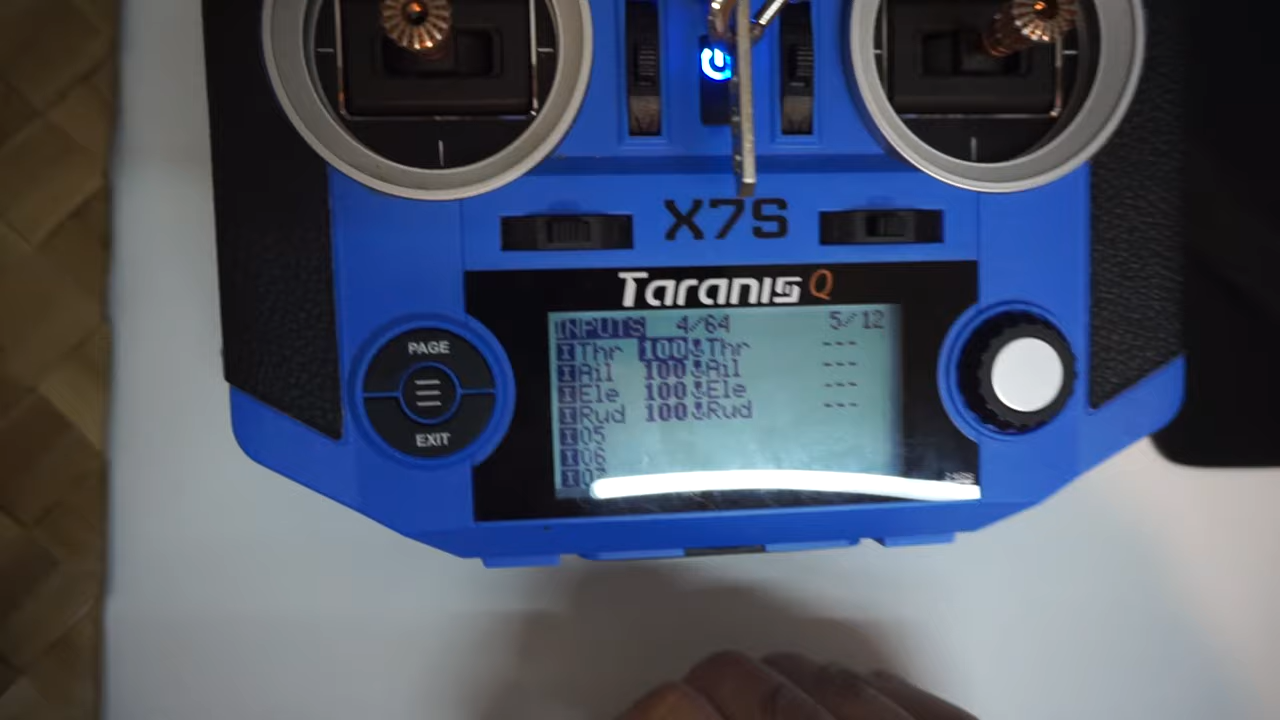 X7S
Taranis Q
INPUTS 4/64 5/12
PAGE
I Thr 100 Thr ---
I Ail 100 Ail ---
I Ele 100 Ele ---
I Rud 100 Rud ---
EXIT
I 05
I 06
I 07